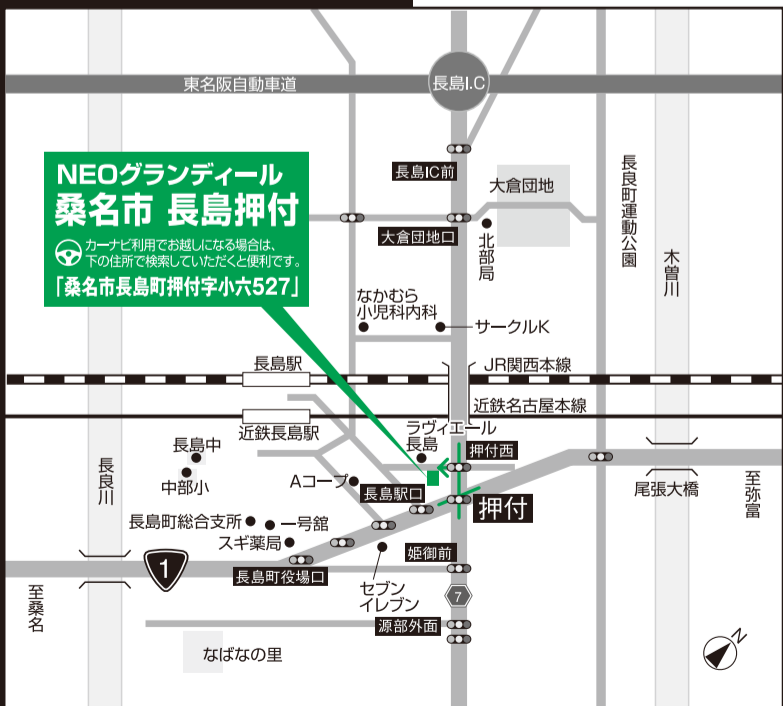 東名阪自動車道
長島I.C
長島IC前
NEOグランディール
桑名市 長島押付
カーナビ利用でお越しになる場合は、
下の住所で検索していただくと便利です。
「桑名市長島町押付字小六527」
大倉団地
大倉団地口
北部局
長良町運動公園
木曽川
なかむら
小児科内科
サークルK
長島駅
JR関西本線
近鉄名古屋本線
近鉄長島駅
ラヴィエール
長島
押付西
長島中
中部小
長良川
Aコープ
長島駅口
押付
尾張大橋
至弥富
長島町総合支所
一号舘
スギ薬局
1
長島町役場口
姫御前
セブン
イレブン
7
至桑名
源部外面
なばなの里
N